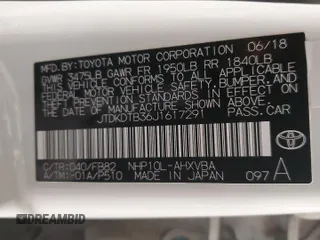 MFD.BY:TOYOTA MOTOR CORPORATION 06/18
GVWR 3475LB GAWR FR 1950LB RR 1840LB
THIS VEHICLE CONFORMS TO ALL APPLICABLE
FEDERAL MOTOR VEHICLE SAFETY AND THEFT
PREVENTION STANDARDS IN EFFECT ON THE DATE
OF MANUFACTURE SHOWN ABOVE.
JTDKDTB36J1617291 PASS.CAR
C/TR:040/FB82 NHP10L-AHXVBA
A/TM:-01A/P510 MADE IN JAPAN 097 A
TOYOTA
DREAMBID